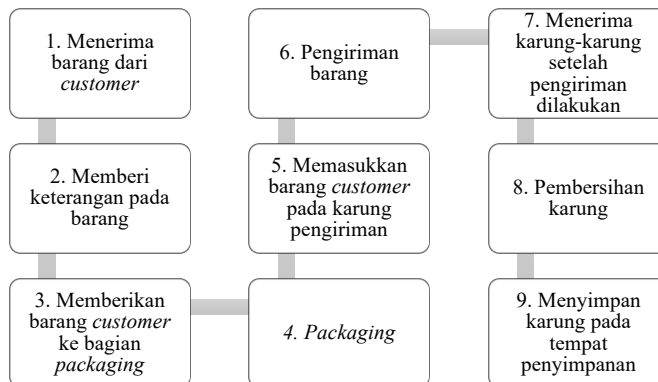 1. Menerima
barang dari
customer
2. Memberi
keterangan pada
barang
3. Memberikan
barang customer
ke bagian
packaging
4. Packaging
5. Memasukkan
barang customer
pada karung
pengiriman
6. Pengiriman
barang
7. Menerima
karung-karung
setelah
pengiriman
dilakukan
8. Pembersihan
karung
9. Menyimpan
karung pada
tempat
penyimpanan